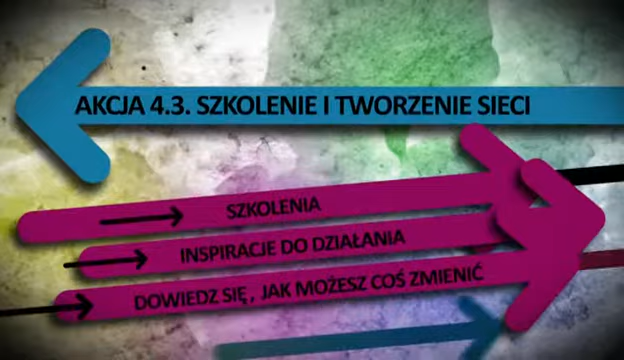 AKCJA 4.3. SZKOLENIE I TWORZENIE SIECI
SZKOLENIA
INSPIRACJE DO DZIAŁANIA
DOWIEDZ SIĘ, JAK MOŻESZ COŚ ZMIENIĆ